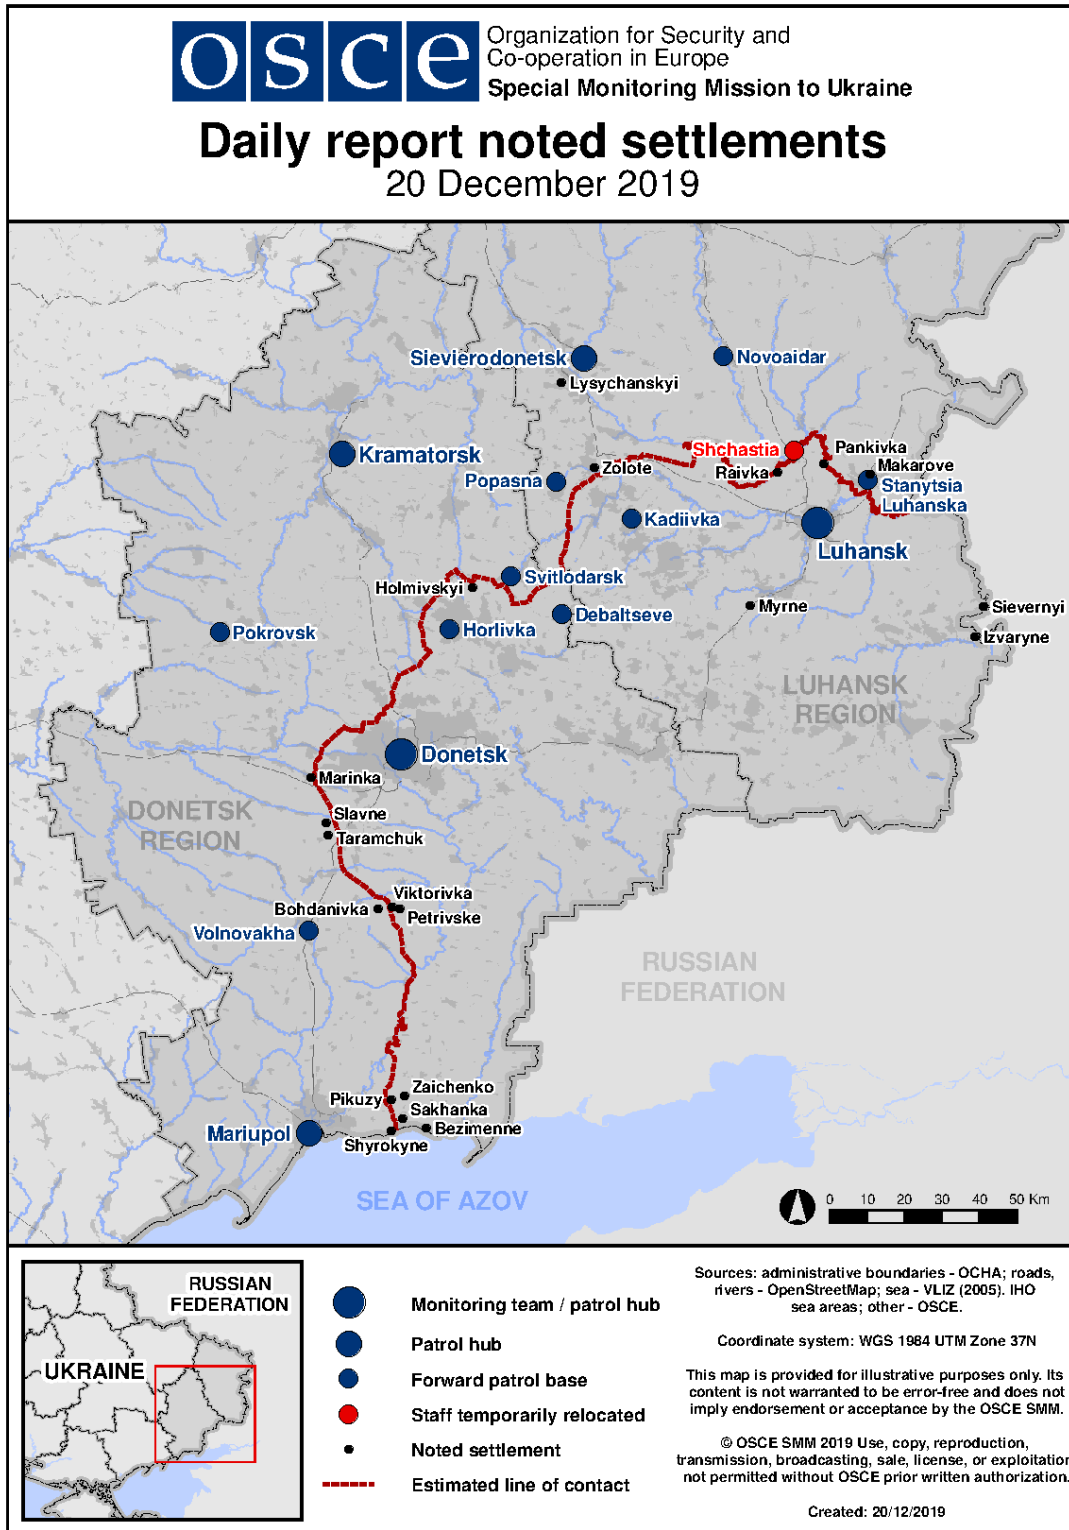 osce
Organization for Security and
Co-operation in Europe
Special Monitoring Mission to Ukraine
Daily report noted settlements
20 December 2019
Sievierodonetsk
Novoaidar
Lysychanskyi
Kramatorsk
Shchastia
Pankivka
Zolote
Raivka
Makarove
Popasna
Stanytsia
Luhanska
Kadiivka
Luhansk
Svitlodarsk
Holmivskyi
Debaltseve
Myrne
Sievernyi
Pokrovsk
Horlivka
Izvaryne
LUHANSK
REGION
Donetsk
Marinka
DONETSK
REGION
Slavne
Taramchuk
Viktorivka
Bohdanivka
Petrivske
Volnovakha
RUSSIAN
FEDERATION
Zaichenko
Pikuzy
Sakhanka
Bezimenne
Mariupol
Shyrokyne
SEA OF AZOV
0 10 20 30 40 50 Km
RUSSIAN
FEDERATION
UKRAINE
Monitoring team / patrol hub
Patrol hub
Forward patrol base
Staff temporarily relocated
Noted settlement
Estimated line of contact
Sources: administrative boundaries - OCHA; roads,
rivers - OpenStreetMap; sea - VLIZ (2005). IHO
sea areas; other - OSCE.
Coordinate system: WGS 1984 UTM Zone 37N
This map is provided for illustrative purposes only. Its
content is not warranted to be error-free and does not
imply endorsement or acceptance by the OSCE SMM.
© OSCE SMM 2019 Use, copy, reproduction,
transmission, broadcasting, sale, license, or exploitation
not permitted without OSCE prior written authorization.
Created: 20/12/2019